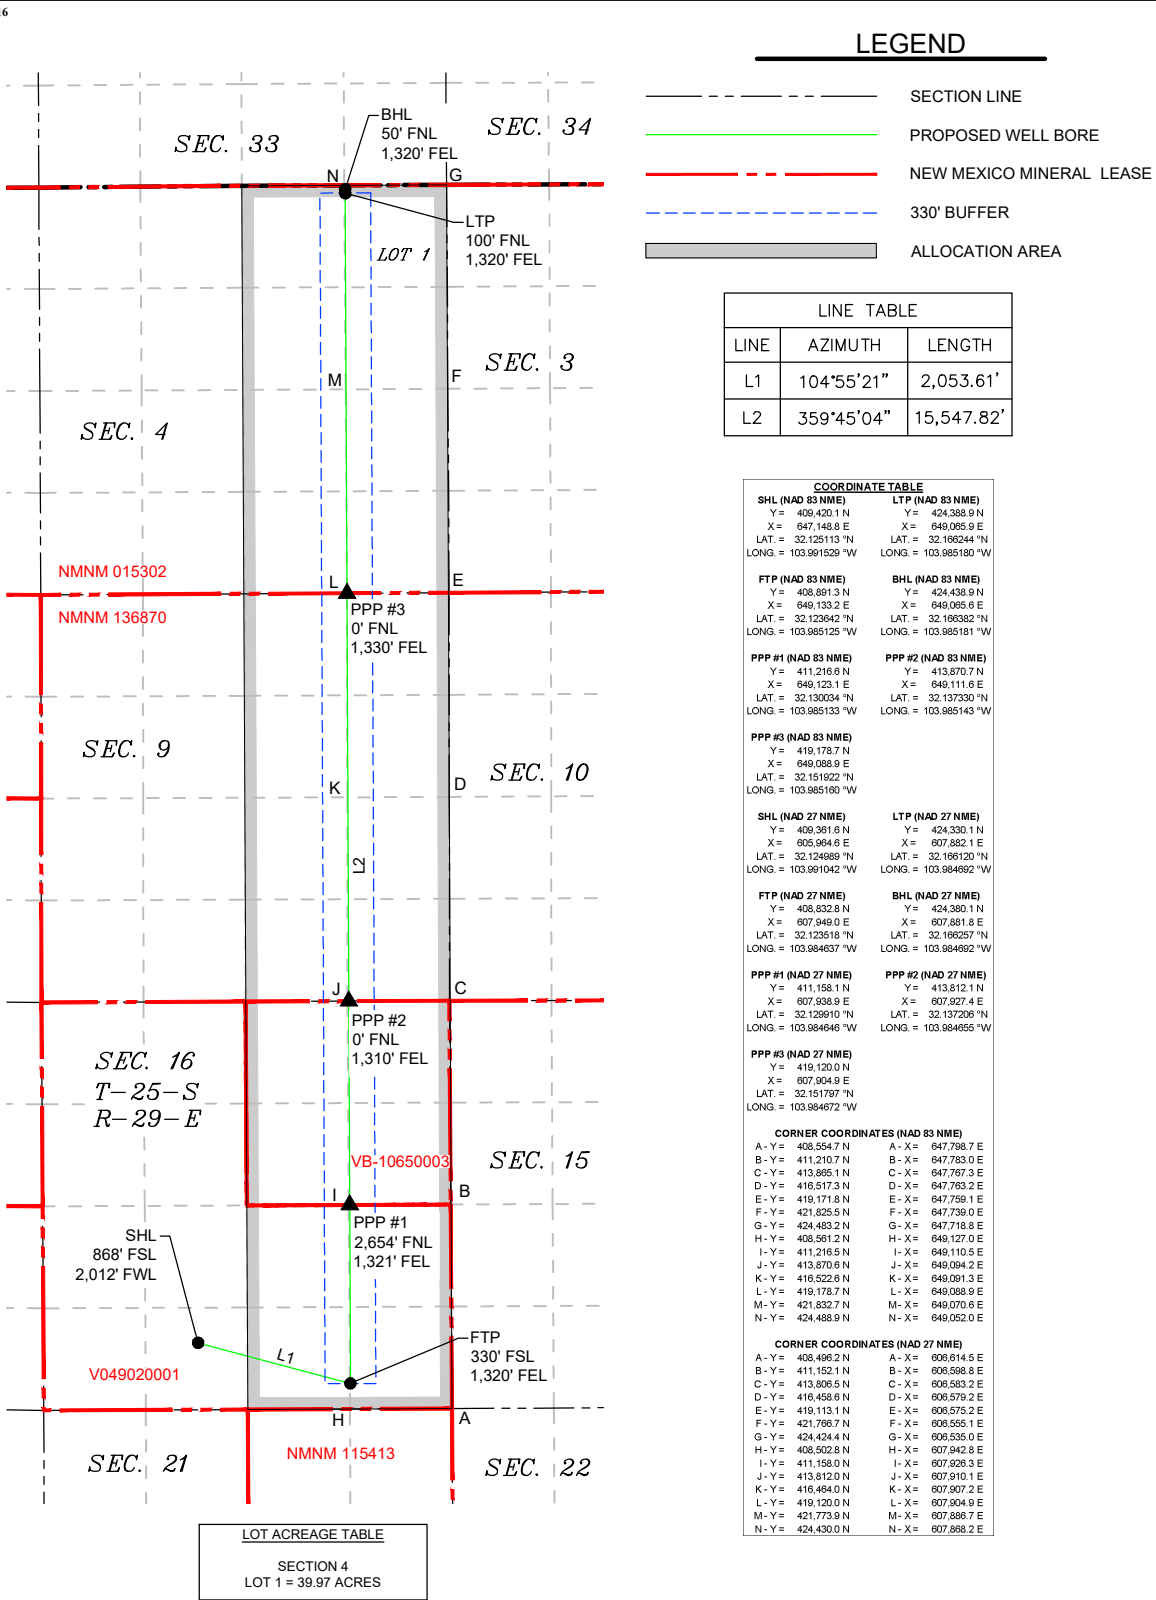 16
LEGEND
SECTION LINE
PROPOSED WELL BORE
NEW MEXICO MINERAL LEASE
330' BUFFER
ALLOCATION AREA
SEC. 33
BHL
50' FNL
1,320' FEL
SEC. 34
N
G
LTP
100' FNL
1,320' FEL
LOT 1
SEC. 3
M
F
SEC. 4
NMNM 015302
NMNM 136870
L
E
PPP #3
0' FNL
1,330' FEL
SEC. 9
SEC. 10
K
D
L2
J
C
PPP #2
0' FNL
1,310' FEL
SEC. 16
T-25-S
R-29-E
VB-10650003
SEC. 15
I
B
PPP #1
2,654' FNL
1,321' FEL
SHL
868' FSL
2,012' FWL
L1
FTP
330' FSL
1,320' FEL
V049020001
H
A
SEC. 21
NMNM 115413
SEC. 22
LOT ACREAGE TABLE
SECTION 4
LOT 1 = 39.97 ACRES
LINE TABLE
LINE AZIMUTH LENGTH
L1 104°55'21" 2,053.61'
L2 359°45'04" 15,547.82'
COORDINATE TABLE
SHL (NAD 83 NME) LTP (NAD 83 NME)
Y = 409,420.1 N Y = 424,388.9 N
X = 647,148.8 E X = 649,065.9 E
LAT. = 32.125113 °N LAT. = 32.166244 °N
LONG. = 103.991529 °W LONG. = 103.985180 °W
FTP (NAD 83 NME) BHL (NAD 83 NME)
Y = 408,891.3 N Y = 424,438.9 N
X = 649,133.2 E X = 649,065.6 E
LAT. = 32.123642 °N LAT. = 32.166382 °N
LONG. = 103.985125 °W LONG. = 103.985181 °W
PPP #1 (NAD 83 NME) PPP #2 (NAD 83 NME)
Y = 411,216.6 N Y = 413,870.7 N
X = 649,123.1 E X = 649,111.6 E
LAT. = 32.130034 °N LAT. = 32.137330 °N
LONG. = 103.985133 °W LONG. = 103.985143 °W
PPP #3 (NAD 83 NME)
Y = 419,178.7 N
X = 649,088.9 E
LAT. = 32.151922 °N
LONG. = 103.985160 °W
SHL (NAD 27 NME) LTP (NAD 27 NME)
Y = 409,361.6 N Y = 424,330.1 N
X = 605,964.6 E X = 607,882.1 E
LAT. = 32.124989 °N LAT. = 32.166120 °N
LONG. = 103.991042 °W LONG. = 103.984692 °W
FTP (NAD 27 NME) BHL (NAD 27 NME)
Y = 408,832.8 N Y = 424,380.1 N
X = 607,949.0 E X = 607,881.8 E
LAT. = 32.123518 °N LAT. = 32.166257 °N
LONG. = 103.984637 °W LONG. = 103.984692 °W
PPP #1 (NAD 27 NME) PPP #2 (NAD 27 NME)
Y = 411,158.1 N Y = 413,812.1 N
X = 607,938.9 E X = 607,927.4 E
LAT. = 32.129910 °N LAT. = 32.137206 °N
LONG. = 103.984646 °W LONG. = 103.984655 °W
PPP #3 (NAD 27 NME)
Y = 419,120.0 N
X = 607,904.9 E
LAT. = 32.151797 °N
LONG. = 103.984672 °W
CORNER COORDINATES (NAD 83 NME)
A - Y = 408,554.7 N A - X = 647,798.7 E
B - Y = 411,210.7 N B - X = 647,783.0 E
C - Y = 413,865.1 N C - X = 647,767.3 E
D - Y = 416,517.3 N D - X = 647,763.2 E
E - Y = 419,171.8 N E - X = 647,759.1 E
F - Y = 421,825.5 N F - X = 647,739.0 E
G - Y = 424,483.2 N G - X = 647,718.8 E
H - Y = 408,561.2 N H - X = 649,127.0 E
I - Y = 411,216.5 N I - X = 649,110.5 E
J - Y = 413,870.6 N J - X = 649,094.2 E
K - Y = 416,522.6 N K - X = 649,091.3 E
L - Y = 419,178.7 N L - X = 649,088.9 E
M - Y = 421,832.7 N M - X = 649,070.6 E
N - Y = 424,488.9 N N - X = 649,052.0 E
CORNER COORDINATES (NAD 27 NME)
A - Y = 408,496.2 N A - X = 606,614.5 E
B - Y = 411,152.1 N B - X = 606,598.8 E
C - Y = 413,806.5 N C - X = 606,583.2 E
D - Y = 416,458.6 N D - X = 606,579.2 E
E - Y = 419,113.1 N E - X = 606,575.2 E
F - Y = 421,766.7 N F - X = 606,555.1 E
G - Y = 424,424.4 N G - X = 606,535.0 E
H - Y = 408,502.8 N H - X = 607,942.8 E
I - Y = 411,158.0 N I - X = 607,926.3 E
J - Y = 413,812.0 N J - X = 607,910.1 E
K - Y = 416,464.0 N K - X = 607,907.2 E
L - Y = 419,120.0 N L - X = 607,904.9 E
M - Y = 421,773.9 N M - X = 607,886.7 E
N - Y = 424,430.0 N N - X = 607,868.2 E